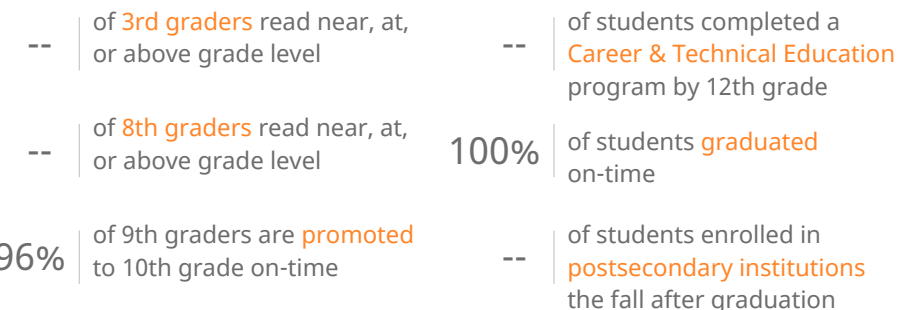 --
of 3rd graders read near, at,
or above grade level
--
of 8th graders read near, at,
or above grade level
96%
of 9th graders are promoted
to 10th grade on-time
--
of students completed a
Career & Technical Education
program by 12th grade
100%
of students graduated
on-time
--
of students enrolled in
postsecondary institutions
the fall after graduation